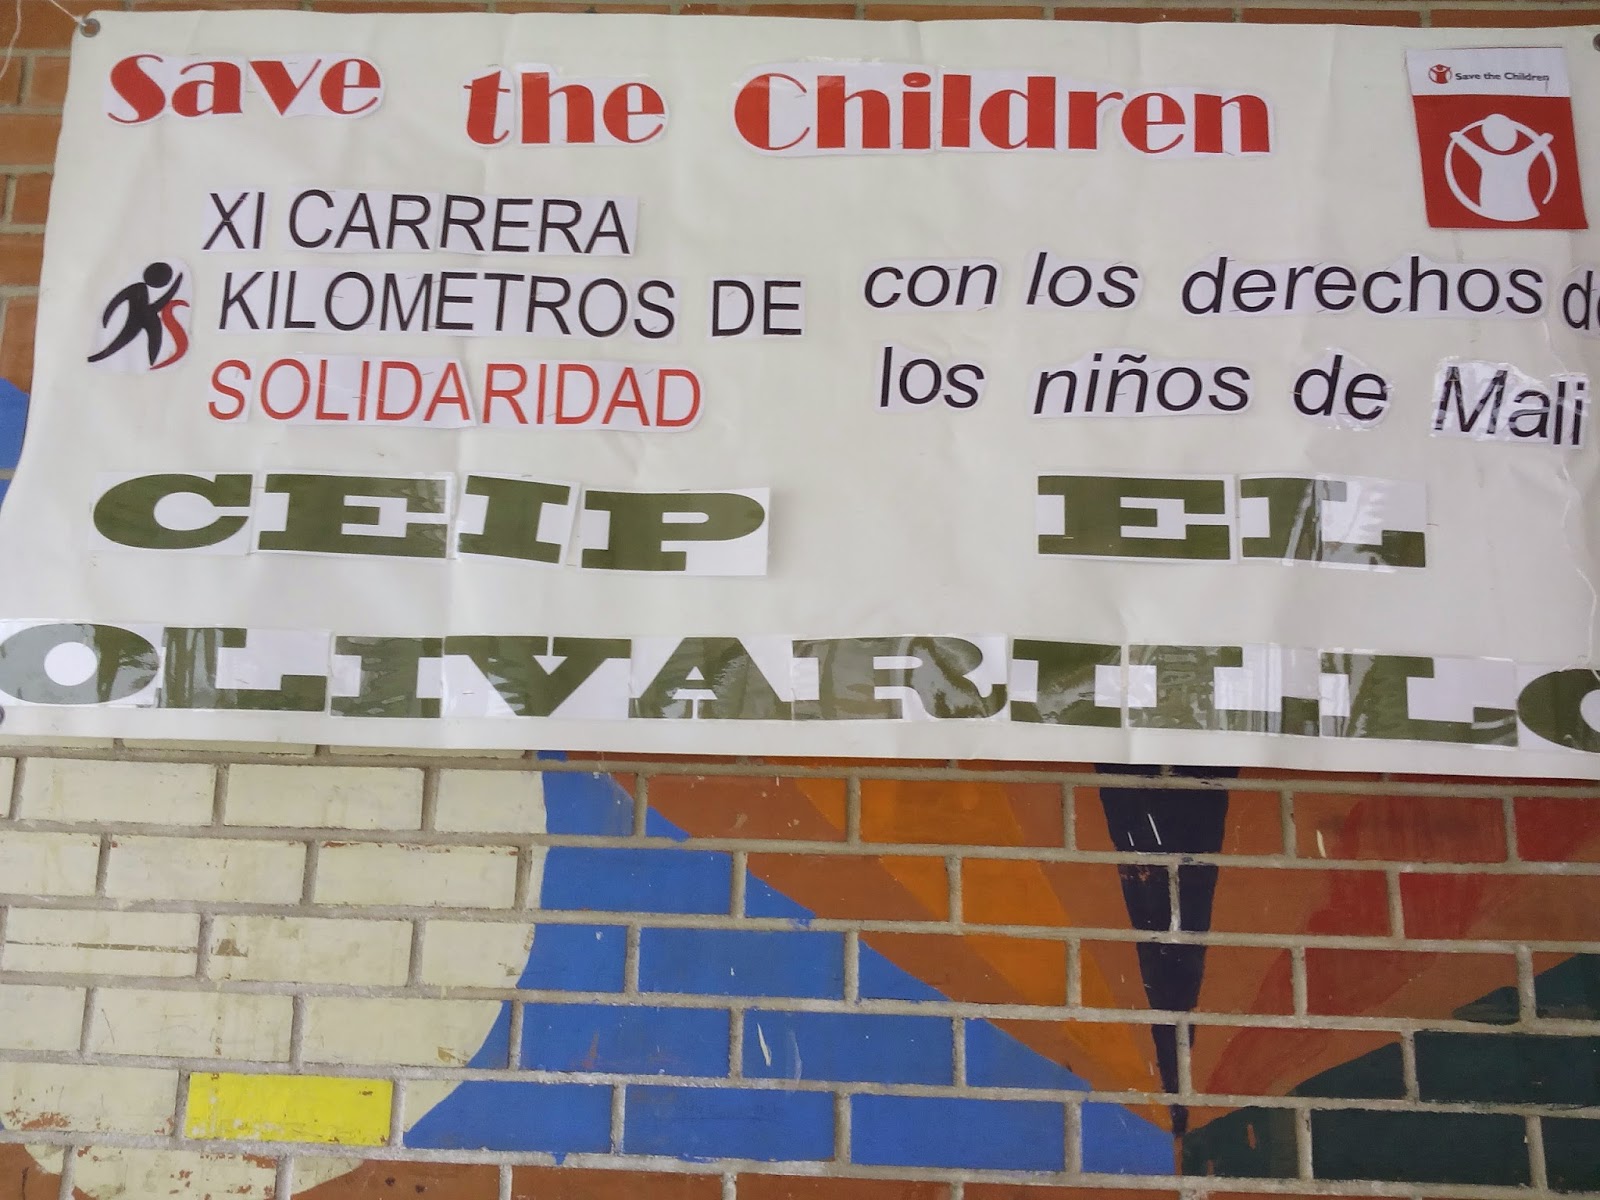 Save the Children
Save the Children
XI CARRERA
KILOMETROS DE
SOLIDARIDAD
con los derechos de
los niños de Mali
CEIP EL
OLIVARILLO